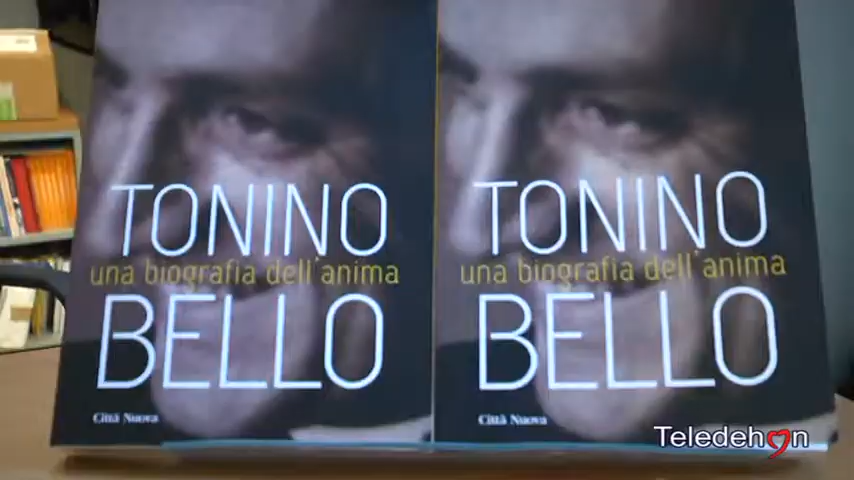 TONINO
una biografia dell'anima
BELLO
Città Nuova
TONINO
una biografia dell'anima
BELLO
Città Nuova
Teledehon